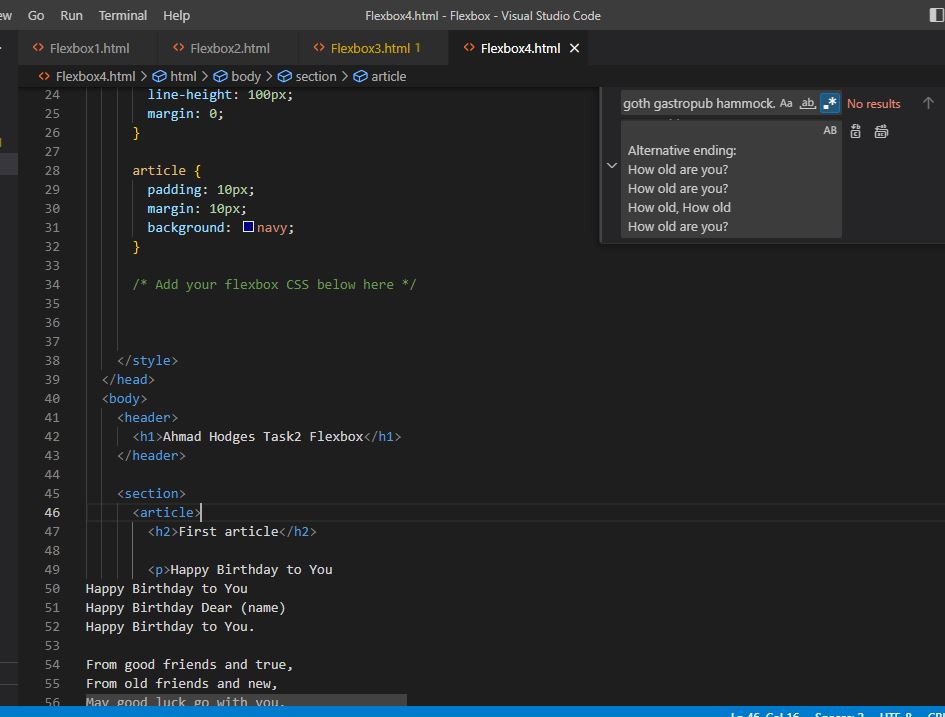 Go Run Terminal Help Flexbox4.html - Flexbox - Visual Studio Code
Flexbox1.html Flexbox2.html Flexbox3.html 1 Flexbox4.html
Flexbox4.html > html > body > section > article
goth gastropub hammock. Aa ab .* No results
AB
Alternative ending:
How old are you?
How old are you?
How old, How old
How old are you?
24 line-height: 100px;
25 margin: 0;
26 }
27
28 article {
29 padding: 10px;
30 margin: 10px;
31 background: navy;
32 }
33
34 /* Add your flexbox CSS below here */
35
36
37
38 </style>
39 </head>
40 <body>
41 <header>
42 <h1>Ahmad Hodges Task2 Flexbox</h1>
43 </header>
44
45 <section>
46 <article>
47 <h2>First article</h2>
48
49 <p>Happy Birthday to You
50 Happy Birthday to You
51 Happy Birthday Dear (name)
52 Happy Birthday to You.
53
54 From good friends and true,
55 From old friends and new,
56 May good luck go with you,
Ln 46, Col 16 Spaces: 2 UTF-8